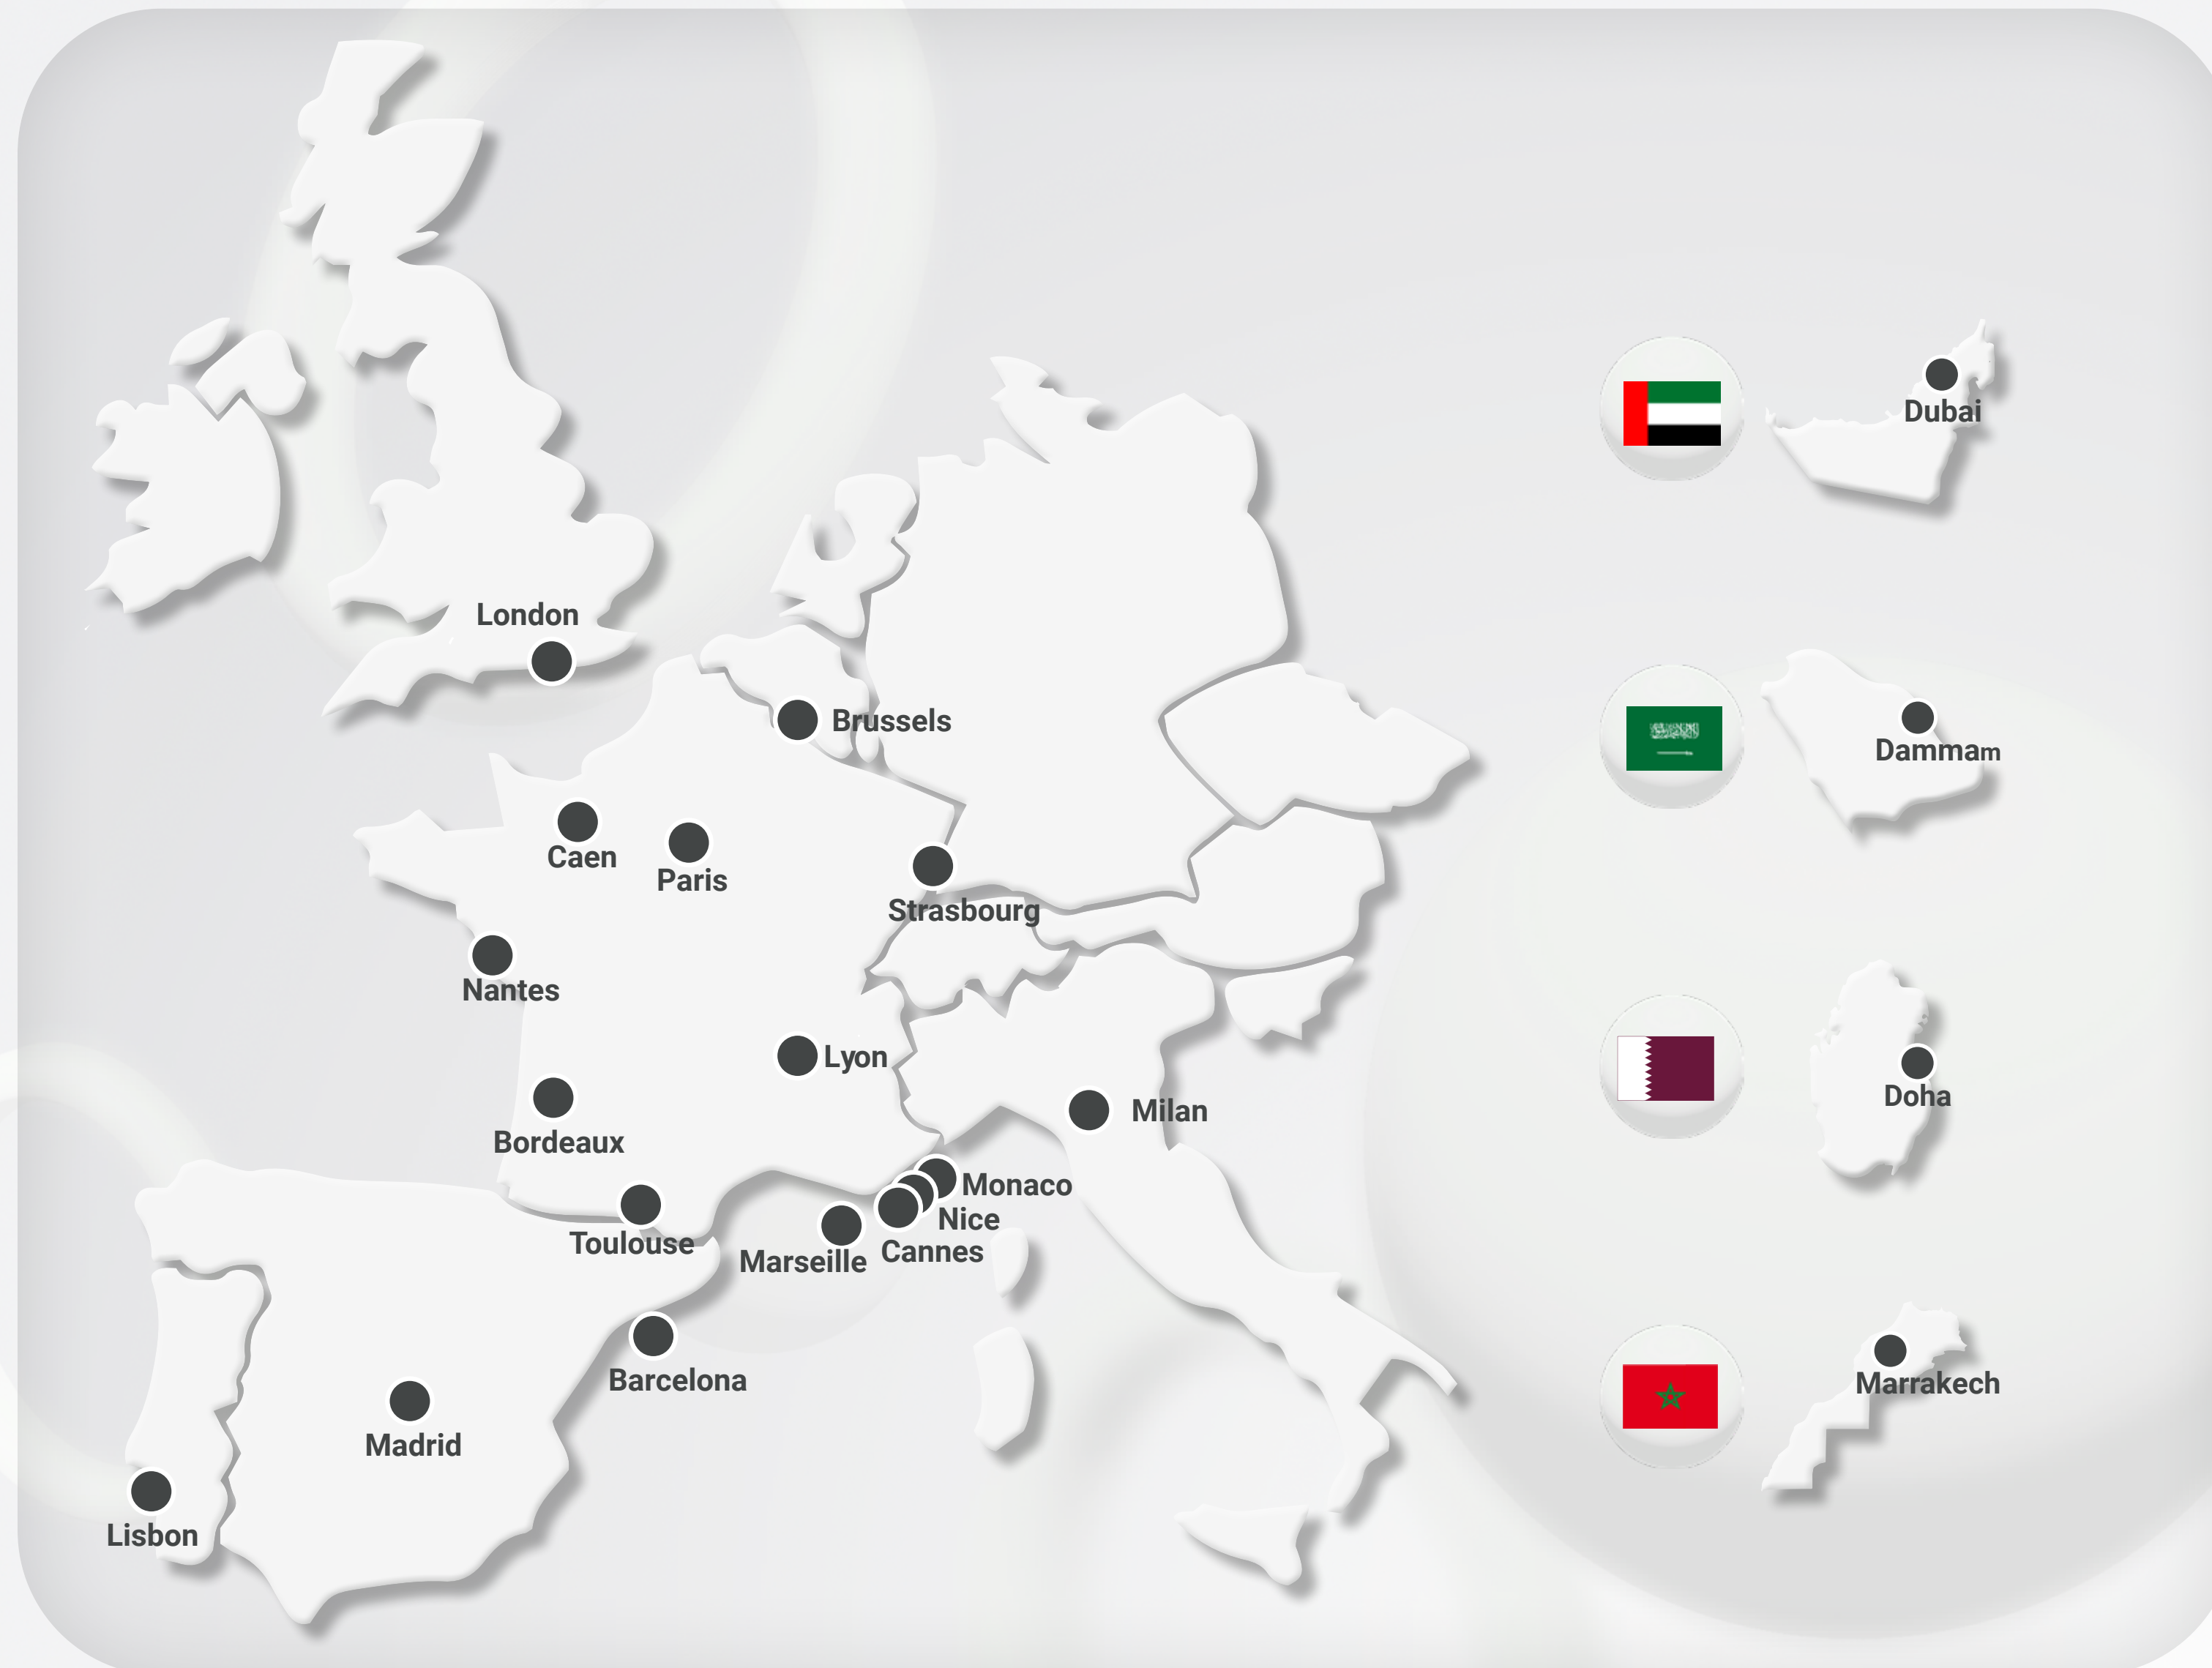 Dubai
London
Brussels
Dammam
Caen
Paris
Strasbourg
Nantes
Lyon
Doha
Milan
Bordeaux
Monaco
Nice
Toulouse
Marseille
Cannes
Barcelona
Marrakech
Madrid
Lisbon